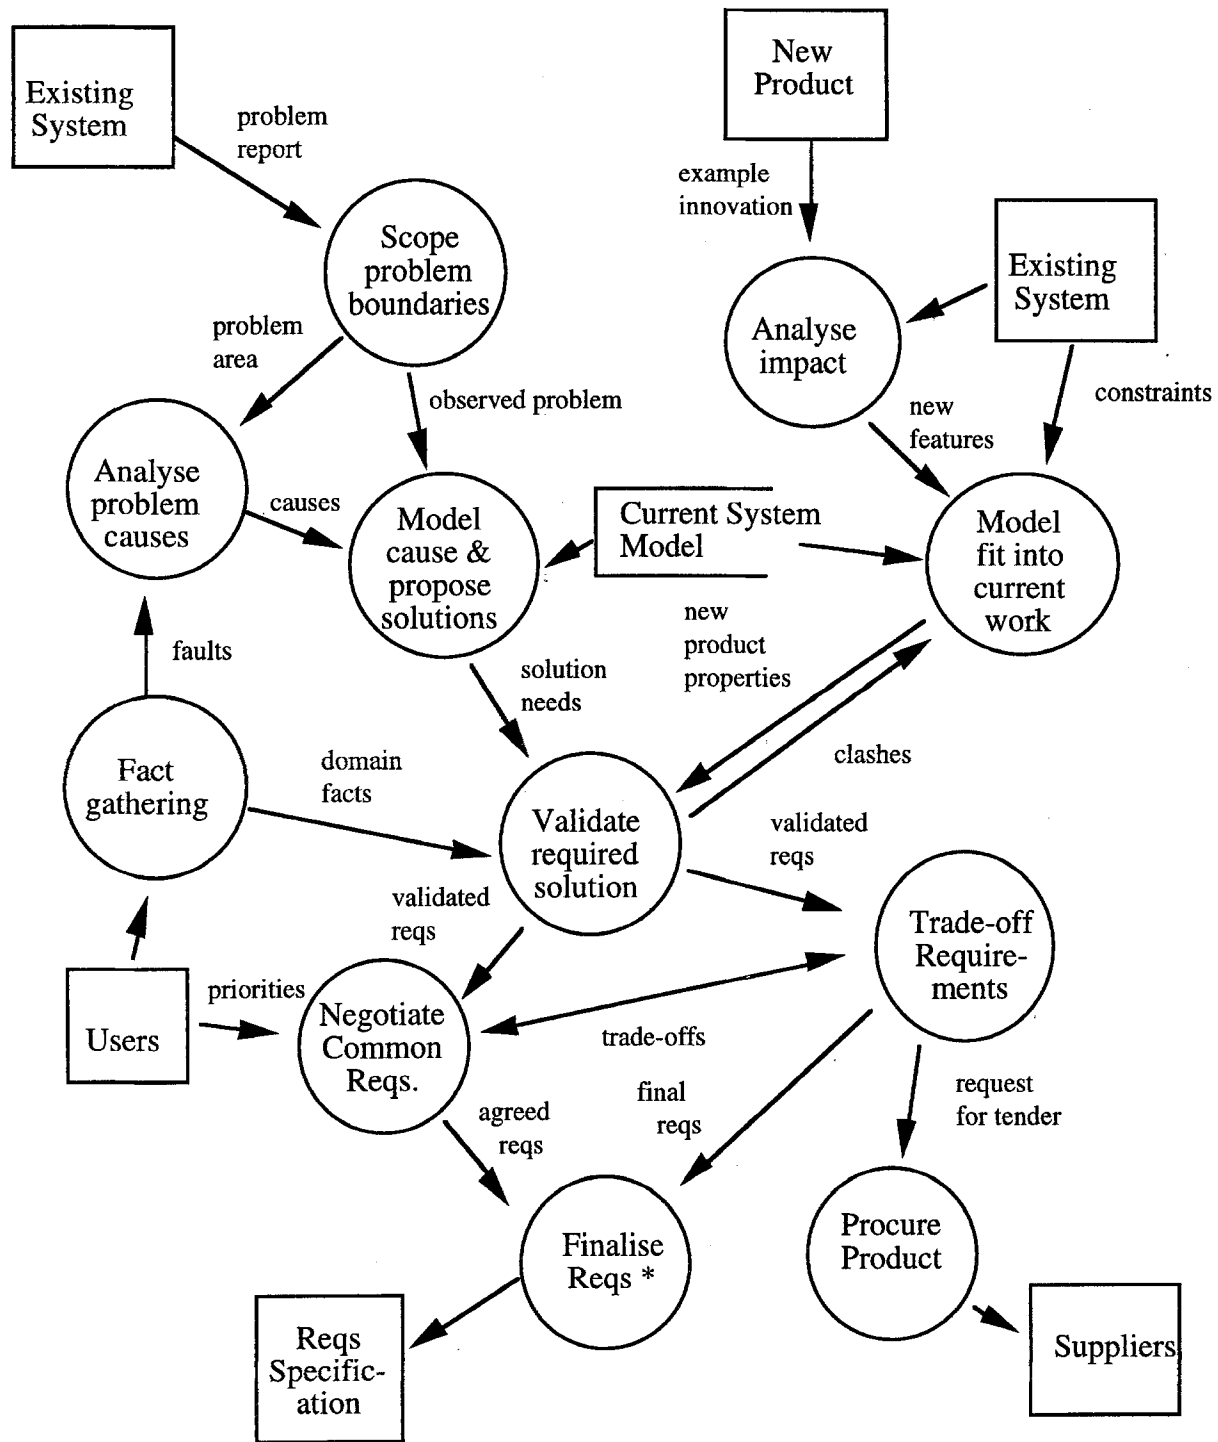 New
Product
Existing
System
problem
report
example
innovation
Scope
problem
boundaries
Existing
System
Analyse
impact
problem
area
observed problem
constraints
new
features
Analyse
problem
causes
causes
Model
cause &
propose
solutions
Current System
Model
Model
fit into
current
work
new
product
properties
faults
solution
needs
clashes
Fact
gathering
domain
facts
Validate
required
solution
validated
reqs
validated
reqs
Trade-off
Require-
ments
priorities
Users
Negotiate
Common
Reqs.
trade-offs
final
reqs
request
for tender
agreed
reqs
Finalise
Reqs *
Procure
Product
Reqs
Specific-
ation
Suppliers